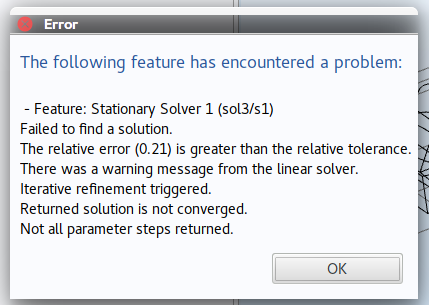 Error
The following feature has encountered a problem:
- Feature: Stationary Solver 1 (sol3/s1)
Failed to find a solution.
The relative error (0.21) is greater than the relative tolerance.
There was a warning message from the linear solver.
Iterative refinement triggered.
Returned solution is not converged.
Not all parameter steps returned.
OK